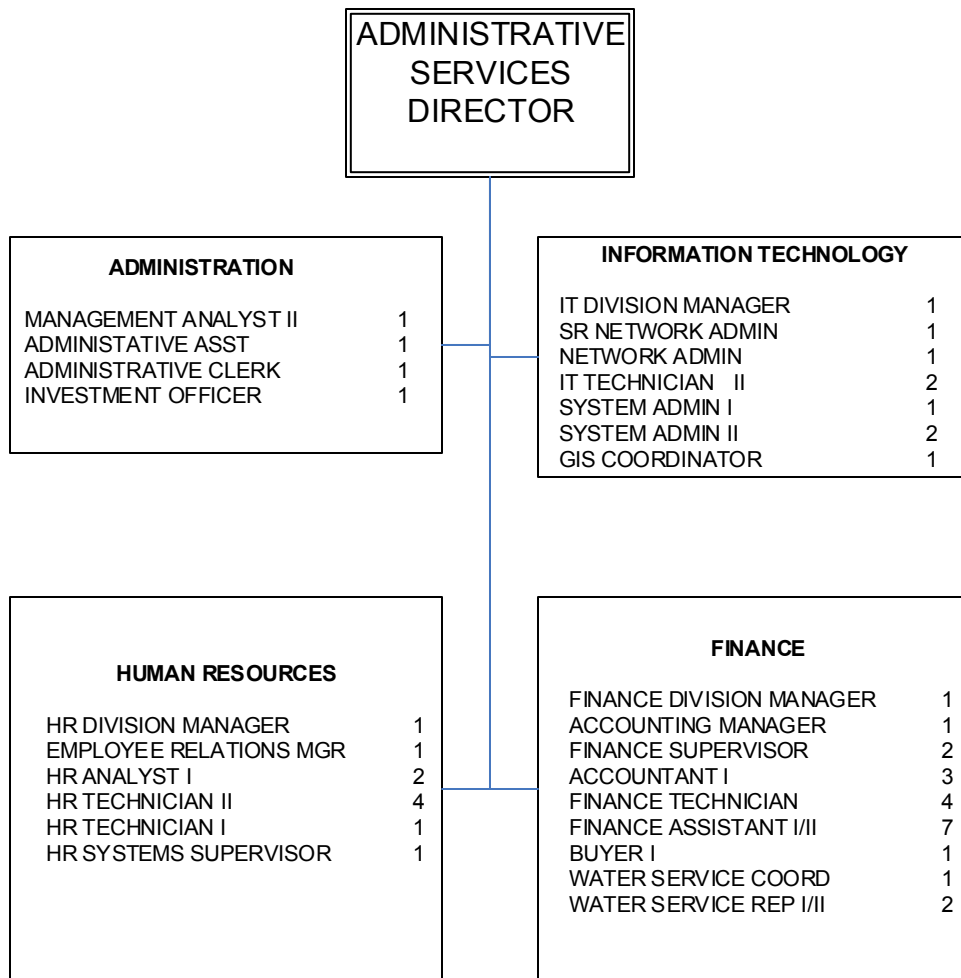 ADMINISTRATIVE
SERVICES
DIRECTOR
ADMINISTRATION
MANAGEMENT ANALYST II 1
ADMINISTATIVE ASST 1
ADMINISTRATIVE CLERK 1
INVESTMENT OFFICER 1
INFORMATION TECHNOLOGY
IT DIVISION MANAGER 1
SR NETWORK ADMIN 1
NETWORK ADMIN 1
IT TECHNICIAN II 2
SYSTEM ADMIN I 1
SYSTEM ADMIN II 2
GIS COORDINATOR 1
HUMAN RESOURCES
HR DIVISION MANAGER 1
EMPLOYEE RELATIONS MGR 1
HR ANALYST I 2
HR TECHNICIAN II 4
HR TECHNICIAN I 1
HR SYSTEMS SUPERVISOR 1
FINANCE
FINANCE DIVISION MANAGER 1
ACCOUNTING MANAGER 1
FINANCE SUPERVISOR 2
ACCOUNTANT I 3
FINANCE TECHNICIAN 4
FINANCE ASSISTANT I/II 7
BUYER I 1
WATER SERVICE COORD 1
WATER SERVICE REP I/II 2